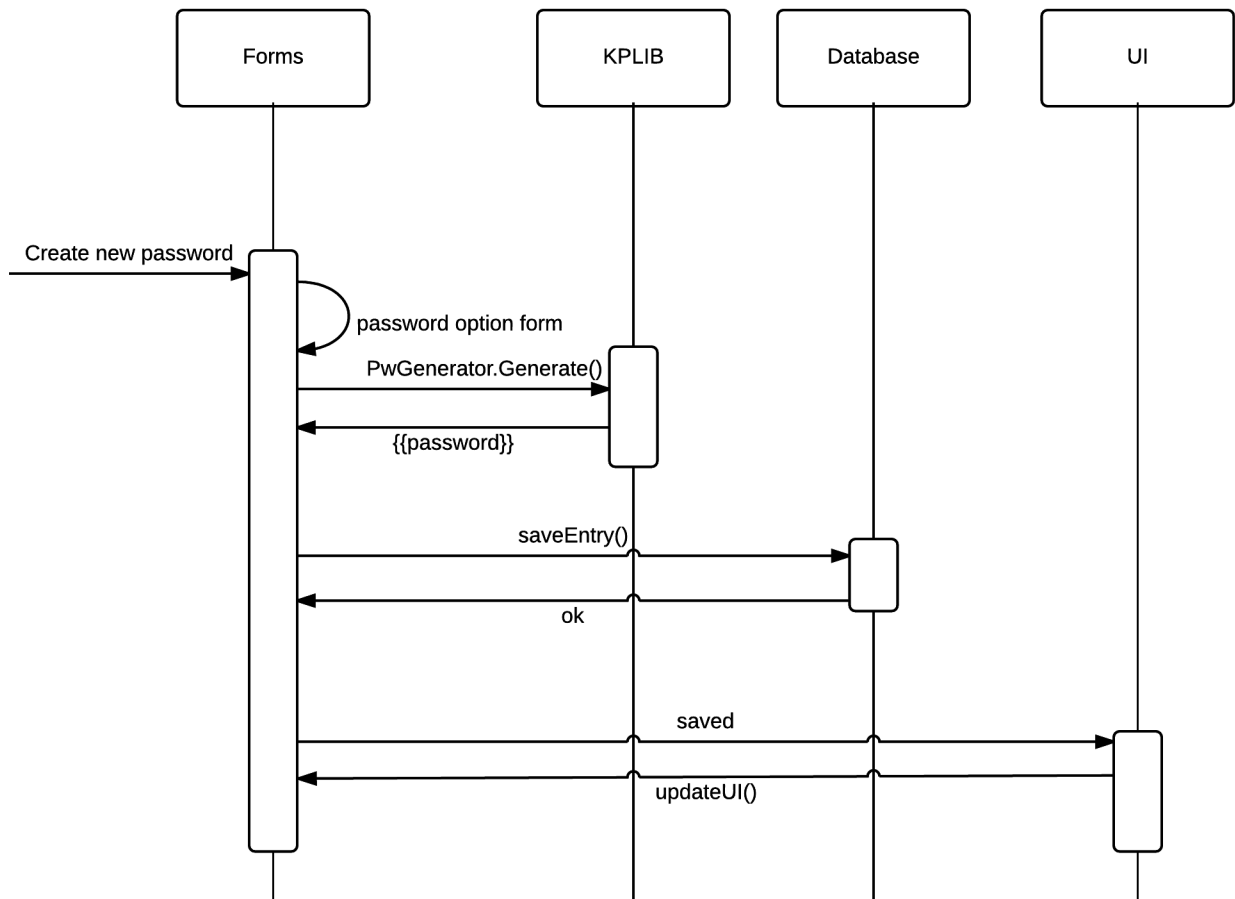 Forms
KPLIB
Database
UI
Create new password
password option form
PwGenerator.Generate()
{{password}}
saveEntry()
ok
saved
updateUI()